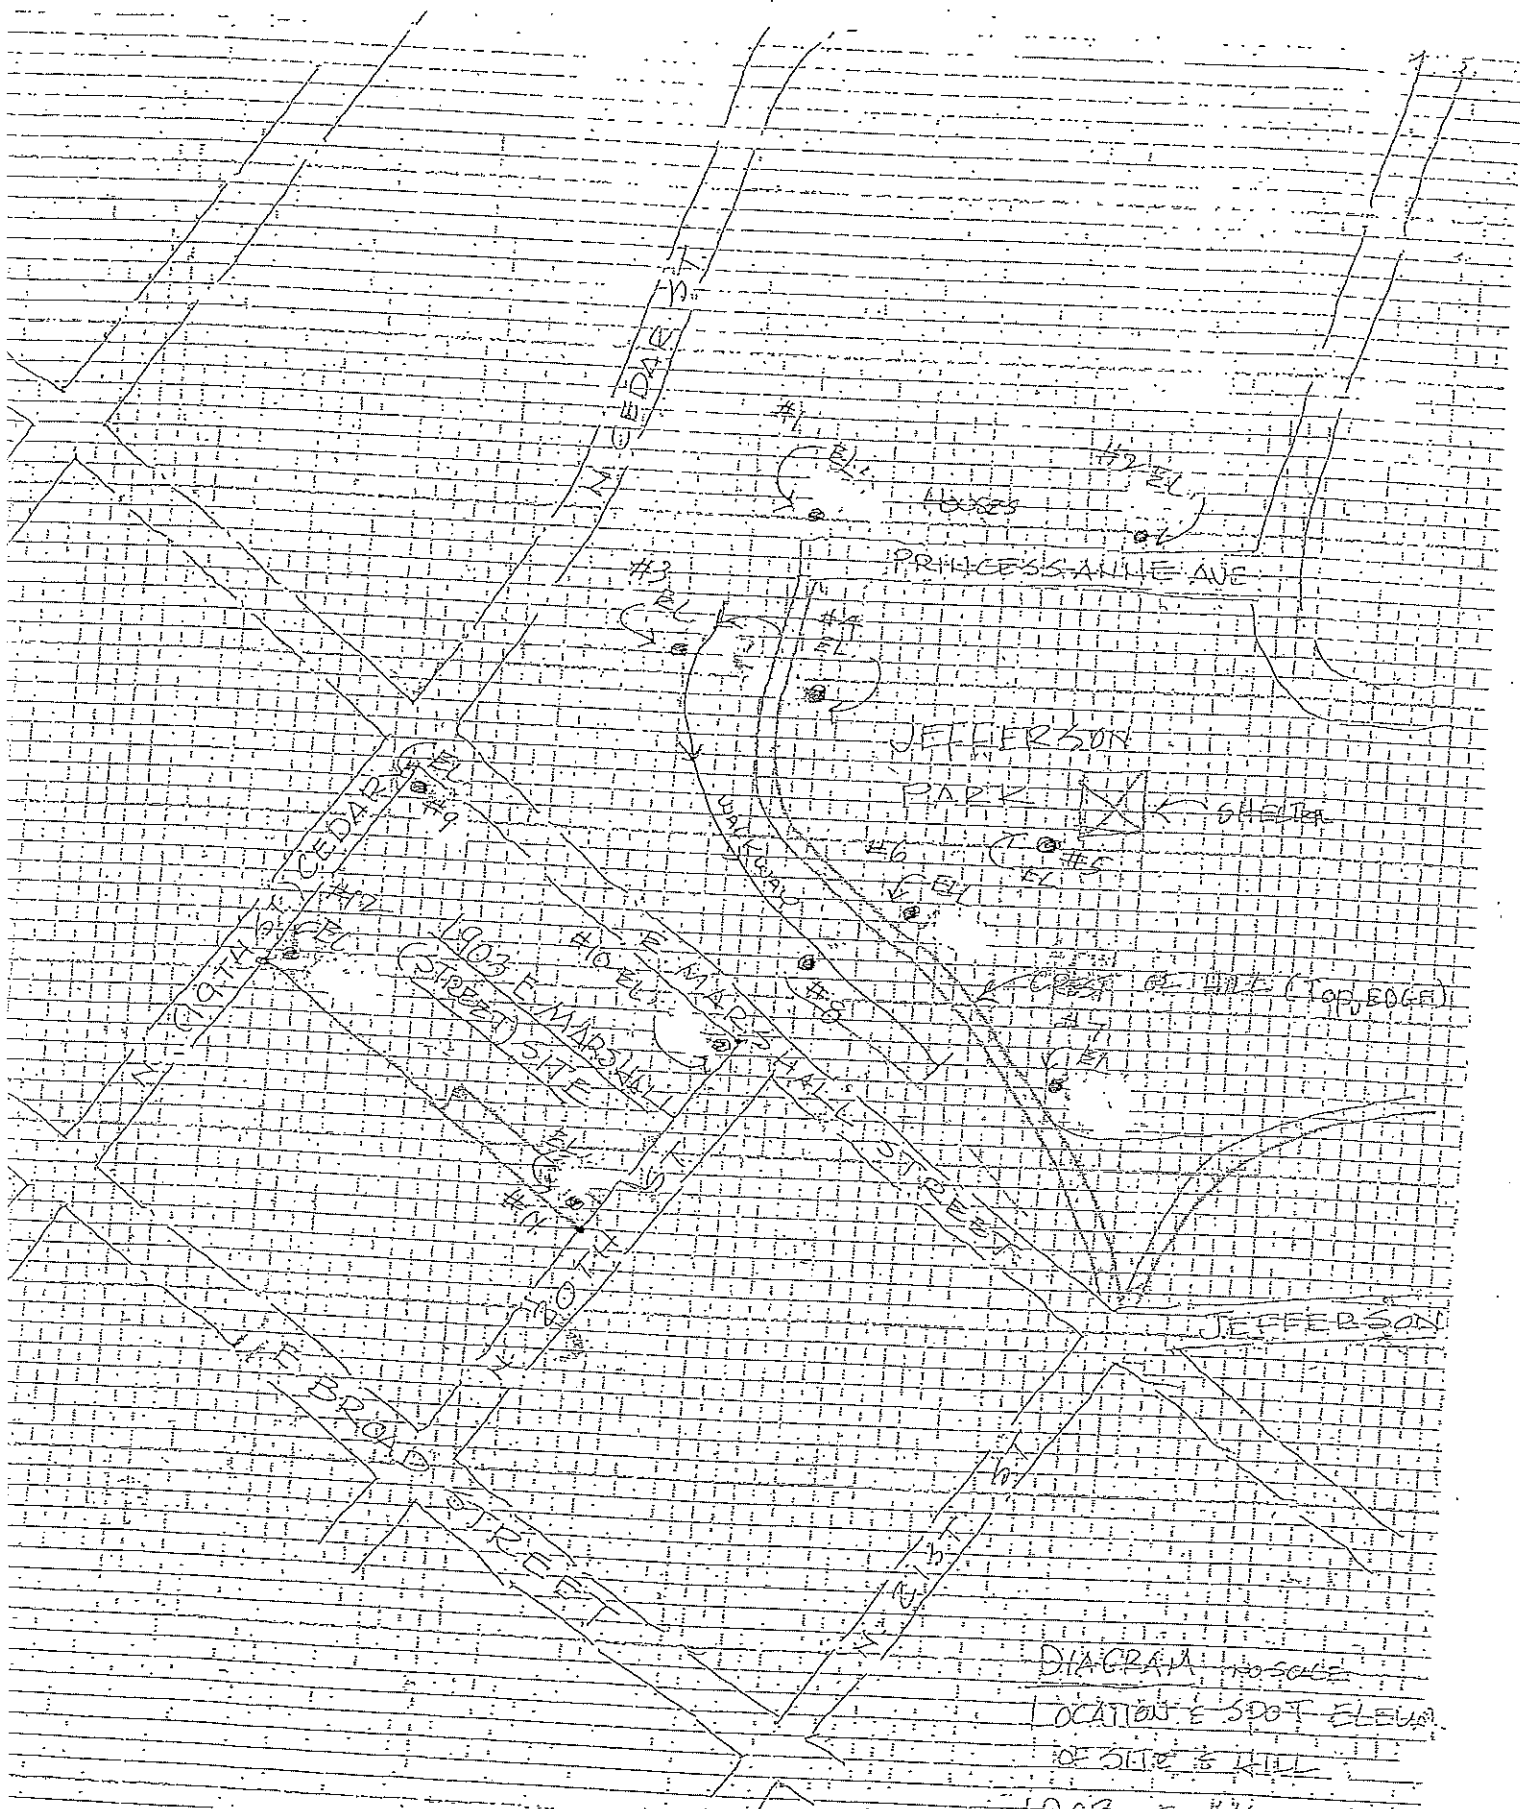 N CEDAR ST.
#1
EL.
HOUSES
#2 EL.
PRINCESS ANNE AVE
#3
EL
#4
EL
JEFFERSON
PARK
SHELTER
#5
EL
#6
EL
WALKWAY
CREST OF HILL (TOP EDGE)
#7
EL
#8
EL
#9
N (19TH ST) CEDAR
#12
EL
1903 E MARSHALL
(STREET) SITE
#10 EL
E MARSHALL STREET
EL
#11
N 20TH ST
JEFFERSON
E BROAD STREET
N 21ST
DIAGRAM NO SCALE
LOCATION & SPOT ELEVA.
OF SITE & HILL